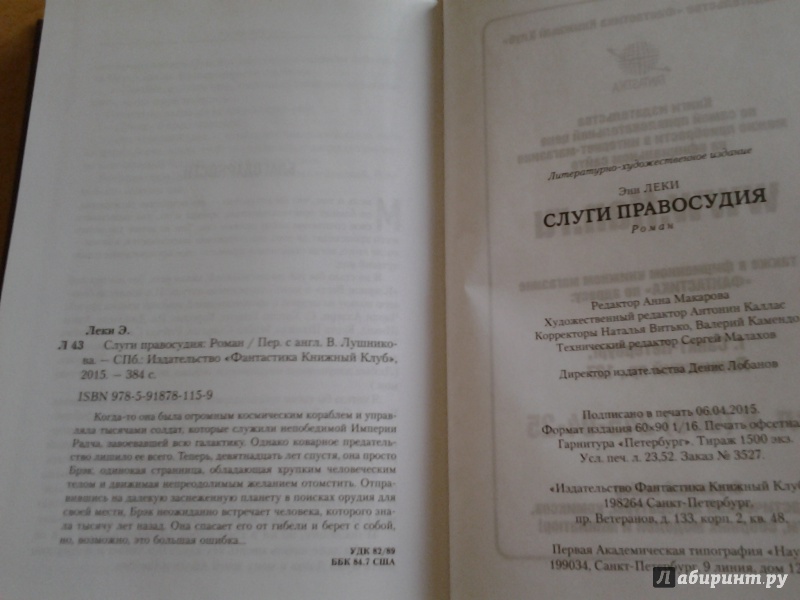 Леки Э.
Л 43 Слуги правосудия: Роман / Пер. с англ. В. Лушнико-
ва. — СПб.: Издательство «Фантастика Книжный Клуб»,
2015. — 384 с.
ISBN 978-5-91878-115-9
Когда-то она была огромным космическим кораблем и управ-
ляла тысячами солдат, которые служили непобедимой Империи
Радча, завоевавшей всю галактику. Однако коварное предатель-
ство лишило ее всего. Теперь, девятнадцать лет спустя, она просто
Брэк, одинокая странница, обладающая хрупким человеческим
телом и движимая непреодолимым желанием отомстить. Отпра-
вившись на далекую заснеженную планету в поисках орудия для
своей мести, Брэк неожиданно встречает человека, которого зна-
ла тысячу лет назад. Она спасает его от гибели и берет с собой,
но, возможно, это большая ошибка...
УДК 82/89
ББК 84.7 США
Литературно-художественное издание
Энн ЛЕКИ
СЛУГИ ПРАВОСУДИЯ
Роман
Редактор Анна Макарова
Художественный редактор Антонин Каллас
Корректоры Наталья Витько, Валерий Камендо
Технический редактор Сергей Малахов
Директор издательства Денис Лобанов
Подписано в печать 06.04.2015.
Формат издания 60×90 1/16. Печать офсетна
Гарнитура «Петербург». Тираж 1500 экз.
Усл. печ. л. 23,52. Заказ № 3527.
«Издательство Фантастика Книжный Клуб
198264 Санкт-Петербург,
пр. Ветеранов, д. 133, корп. 2, кв. 48.
Первая Академическая типография «Нау
199034, Санкт-Петербург, 9 линия, дом 12
Лабиринт.ру